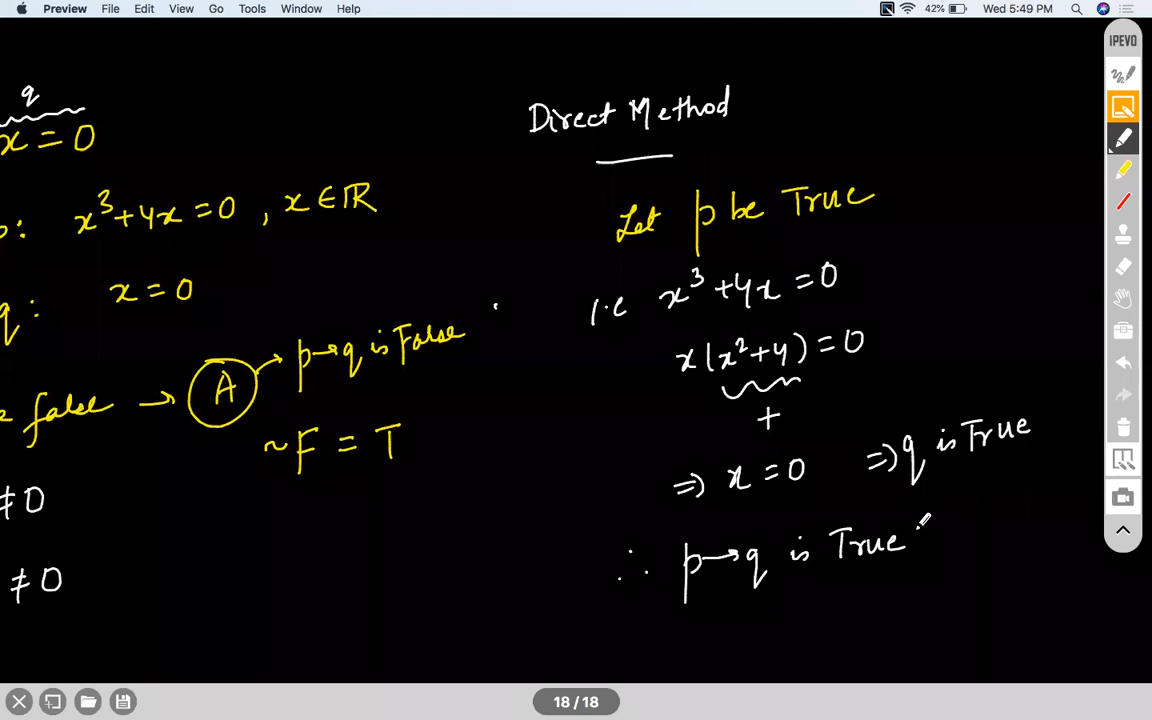 Preview File Edit View Go Tools Window Help
42% Wed 5:49 PM
IPEVO
q
x = 0
p: x³+4x = 0 , x ∈ ℝ
q: x = 0
false → A → p→q is False
~F = T
≠ 0
≠ 0
Direct Method
Let p be True
i.e x³+4x = 0
x(x²+4) = 0
+
⇒ x = 0 ⇒ q is True
∴ p→q is True
18 / 18